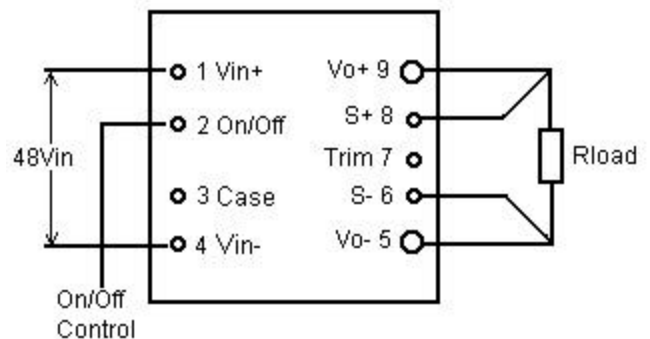 1 Vin+
Vo+ 9
2 On/Off
S+ 8
48Vin
Trim 7
Rload
3 Case
S- 6
4 Vin-
Vo- 5
On/Off
Control